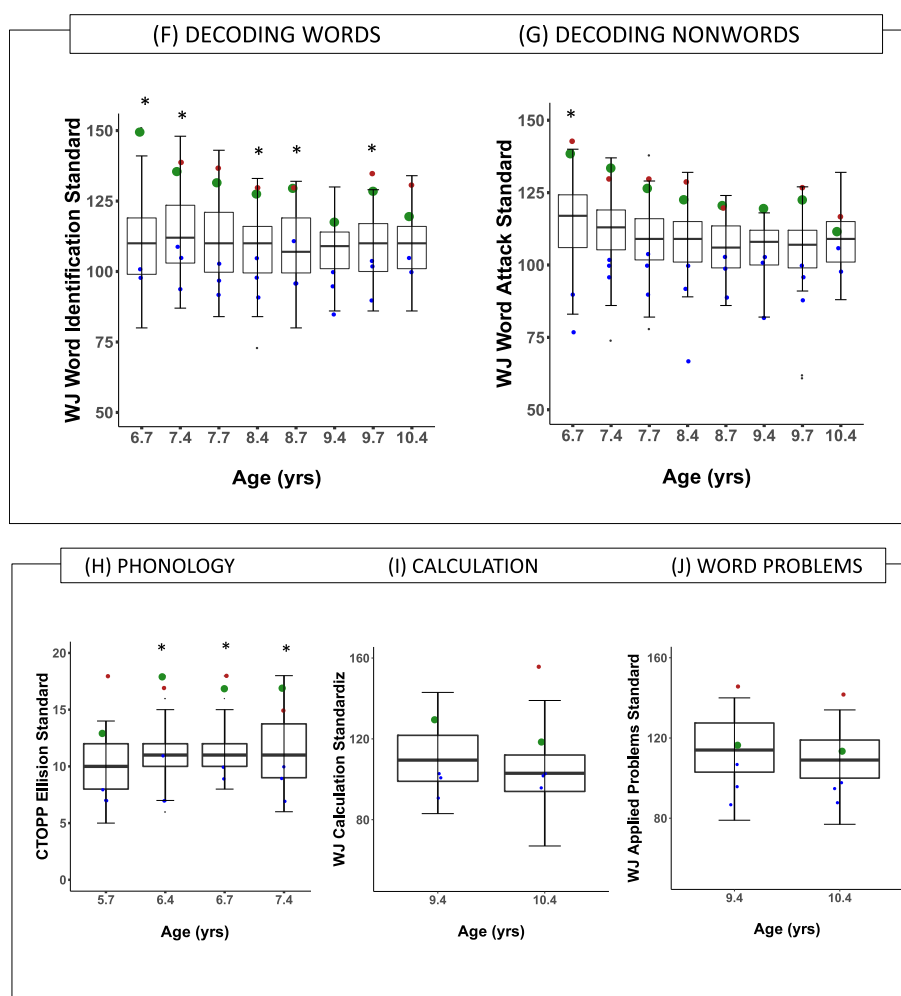 (F) DECODING WORDS
(G) DECODING NONWORDS
WJ Word Identification Standard
150
125
100
75
50
* * * * *
6.7 7.4 7.7 8.4 8.7 9.4 9.7 10.4
Age (yrs)
WJ Word Attack Standard
150
125
100
75
50
*
6.7 7.4 7.7 8.4 8.7 9.4 9.7 10.4
Age (yrs)
(H) PHONOLOGY
(I) CALCULATION
(J) WORD PROBLEMS
CTOPP Ellision Standard
20
15
10
5
0
* * *
5.7 6.4 6.7 7.4
Age (yrs)
WJ Calculation Standardiz
160
120
80
9.4 10.4
Age (yrs)
WJ Applied Problems Standard
160
120
80
9.4 10.4
Age (yrs)